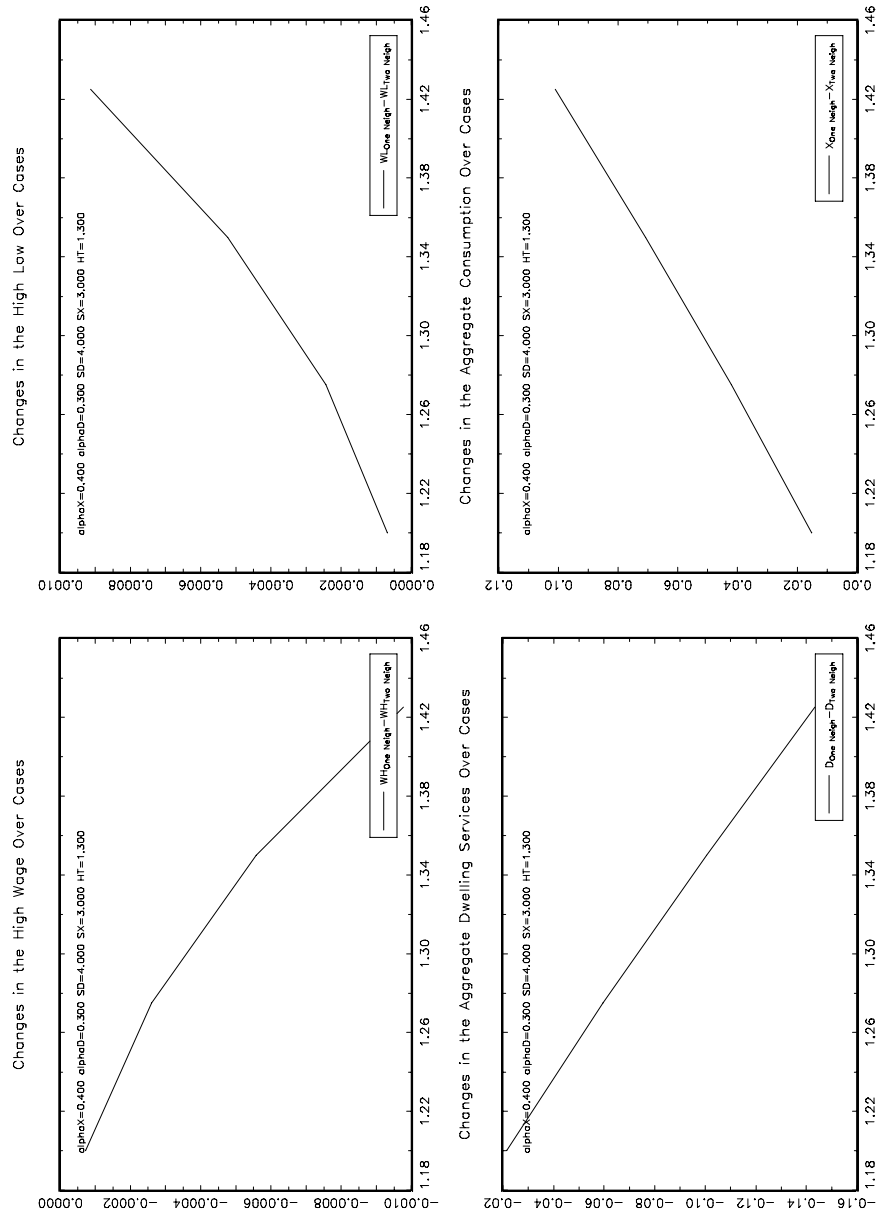 Changes in the High Wage Over Cases
alphaX=0.400 alphaD=0.300 SD=4.000 SX=3.000 HT=1.300
0.0000
−0.0002
−0.0004
−0.0006
−0.0008
−0.0010
WHOne Neigh−WHTwo Neigh
1.18 1.22 1.26 1.30 1.34 1.38 1.42 1.46
Changes in the High Low Over Cases
alphaX=0.400 alphaD=0.300 SD=4.000 SX=3.000 HT=1.300
0.0010
0.0008
0.0006
0.0004
0.0002
0.0000
WLOne Neigh−WLTwo Neigh
1.18 1.22 1.26 1.30 1.34 1.38 1.42 1.46
Changes in the Aggregate Dwelling Services Over Cases
alphaX=0.400 alphaD=0.300 SD=4.000 SX=3.000 HT=1.300
−0.02
−0.04
−0.06
−0.08
−0.10
−0.12
−0.14
−0.16
DOne Neigh−DTwo Neigh
1.18 1.22 1.26 1.30 1.34 1.38 1.42 1.46
Changes in the Aggregate Consumption Over Cases
alphaX=0.400 alphaD=0.300 SD=4.000 SX=3.000 HT=1.300
0.12
0.10
0.08
0.06
0.04
0.02
0.00
XOne Neigh−XTwo Neigh
1.18 1.22 1.26 1.30 1.34 1.38 1.42 1.46